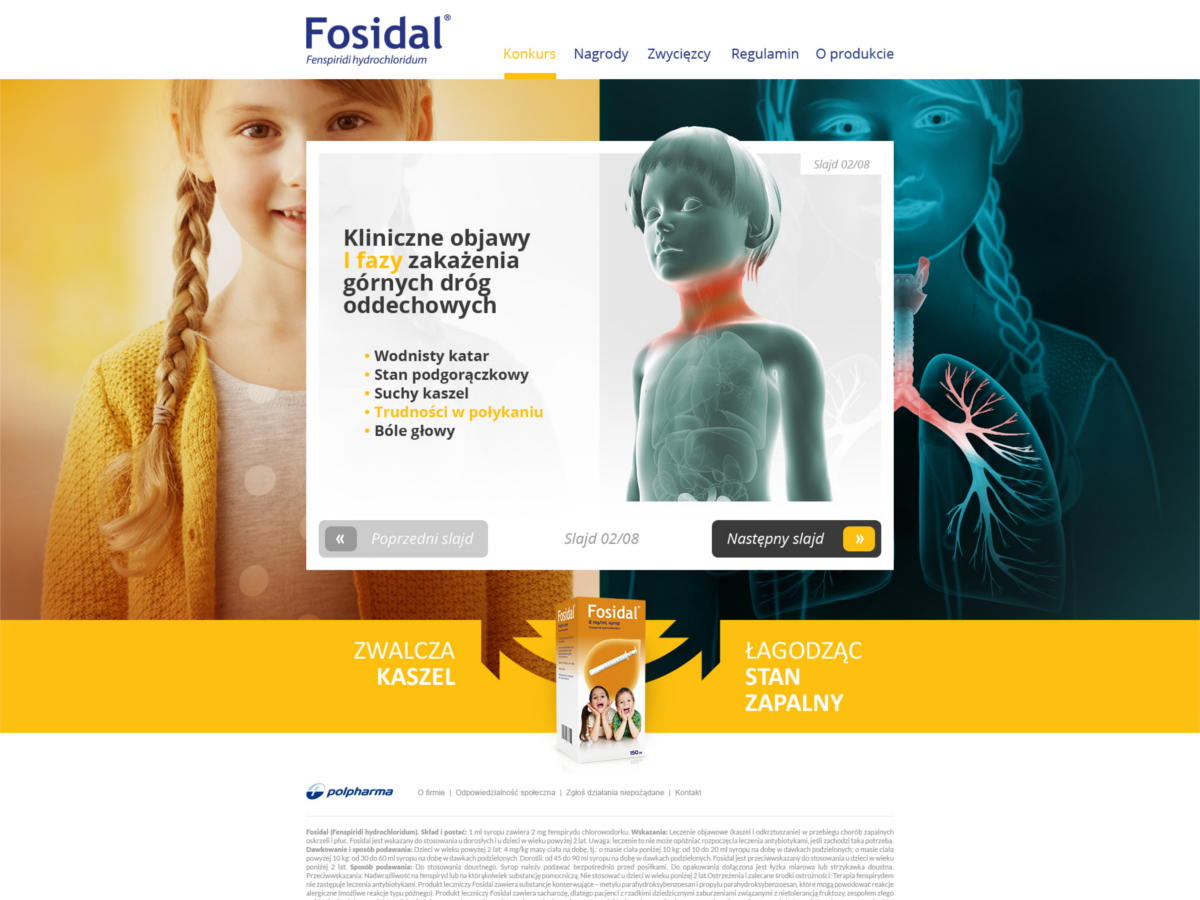 Fosidal®
Fenspiridi hydrochloridum
Konkurs Nagrody Zwycięzcy Regulamin O produkcie
Slajd 02/08
Kliniczne objawy
I fazy zakażenia
górnych dróg
oddechowych
• Wodnisty katar
• Stan podgorączkowy
• Suchy kaszel
• Trudności w połykaniu
• Bóle głowy
« Poprzedni slajd
Slajd 02/08
Następny slajd »
ZWALCZA
KASZEL
Fosidal
Fosidal
2 mg/ml, syrop
150 ml
ŁAGODZĄC
STAN
ZAPALNY
polpharma
O firmie | Odpowiedzialność społeczna | Zgłoś działania niepożądane | Kontakt
Fosidal (Fenspiridi hydrochloridum). Skład i postać: 1 ml syropu zawiera 2 mg fenspirydu chlorowodorku. Wskazania: Leczenie objawowe (kaszel i odkrztuszanie) w przebiegu chorób zapalnych
oskrzeli i płuc. Fosidal jest wskazany do stosowania u dorosłych i u dzieci w wieku powyżej 2 lat. Uwaga: leczenie to nie może opóźniać rozpoczęcia leczenia antybiotykami, jeśli zachodzi taka potrzeba.
Dawkowanie i sposób podawania: Dzieci w wieku powyżej 2 lat: 4 mg/kg masy ciała na dobę, tj.: o masie ciała poniżej 10 kg: od 10 do 20 ml syropu na dobę w dawkach podzielonych; o masie ciała
powyżej 10 kg: od 30 do 60 ml syropu na dobę w dawkach podzielonych. Dorośli: od 45 do 90 ml syropu na dobę w dawkach podzielonych. Fosidal jest przeciwwskazany do stosowania u dzieci w wieku
poniżej 2 lat. Sposób podawania: Do stosowania doustnego. Syrop należy podawać bezpośrednio przed posiłkami. Do opakowania dołączona jest łyżka miarowa lub strzykawka doustna.
Przeciwwskazania: Nadwrażliwość na fenspiryd lub na którąkolwiek substancję pomocniczą. Nie stosować u dzieci w wieku poniżej 2 lat Ostrzeżenia i zalecane środki ostrożności: Terapia fenspirydem
nie zastępuje leczenia antybiotykami. Produkt leczniczy Fosidal zawiera substancje konserwujące – metylu parahydroksybenzoesan i propylu parahydroksybenzoesan, które mogą powodować reakcje
alergiczne (możliwe reakcje typu późnego). Produkt leczniczy Fosidal zawiera sacharozę, dlatego pacjenci z rzadkimi dziedzicznymi zaburzeniami związanymi z nietolerancją fruktozy, zespołem złego